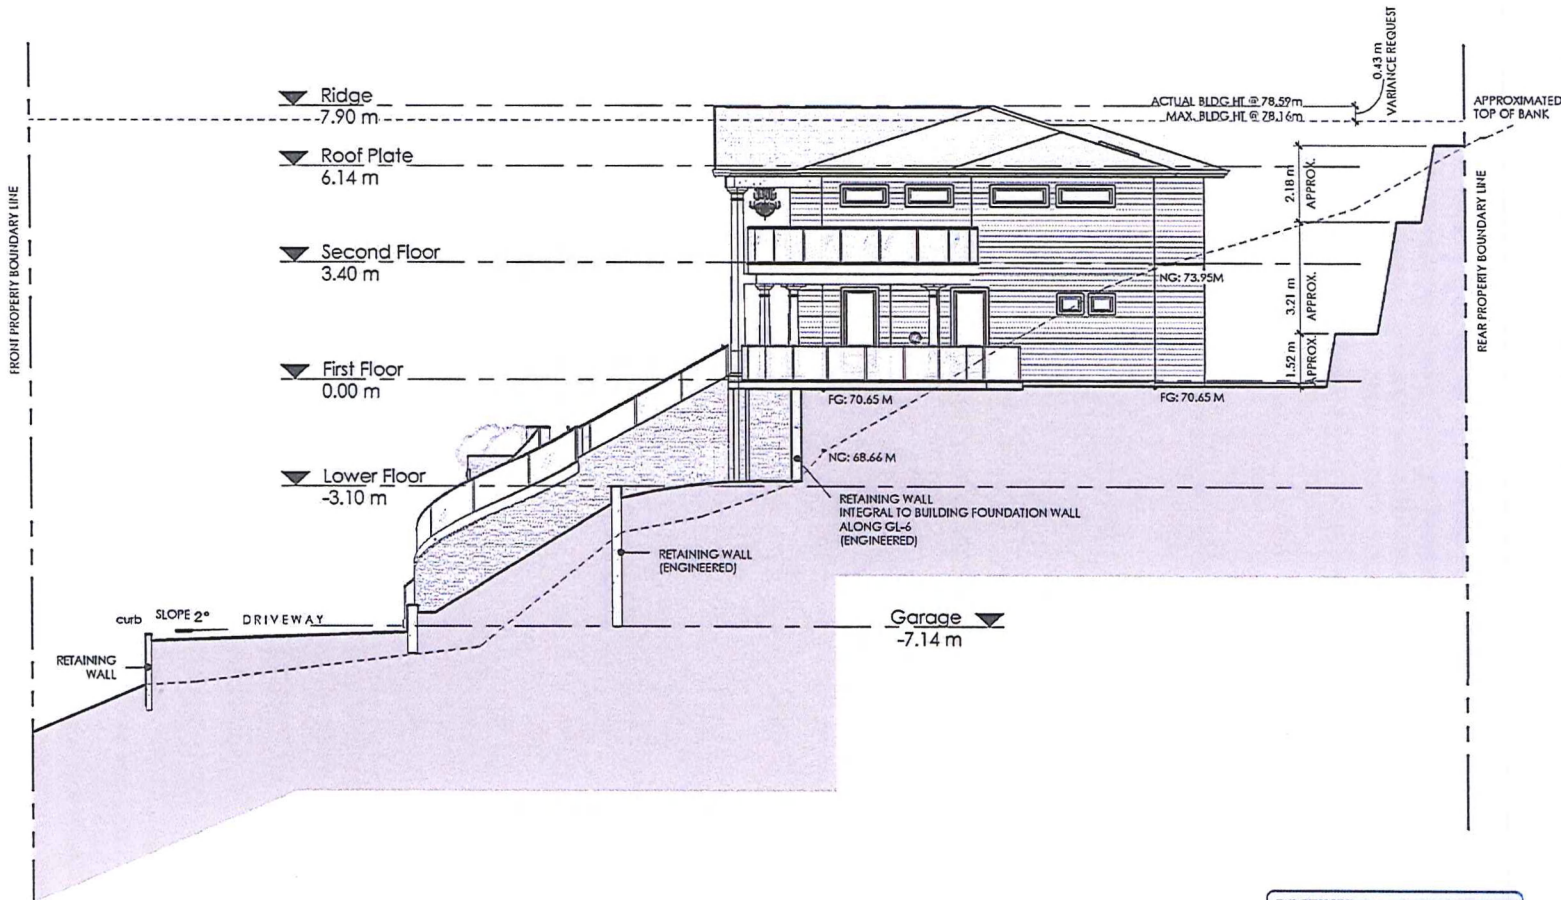 0.43 m
VARIANCE REQUEST
Ridge
7.90 m
ACTUAL BLDG HT @ 78.59m
MAX. BLDG HT @ 78.16m
APPROXIMATED
TOP OF BANK
Roof Plate
6.14 m
2.18 m
APPROX.
FRONT PROPERTY BOUNDARY LINE
REAR PROPERTY BOUNDARY LINE
Second Floor
3.40 m
NG: 73.95M
3.21 m
APPROX.
1.52 m
APPROX.
First Floor
0.00 m
FG: 70.65 M
FG: 70.65 M
NG: 68.66 M
Lower Floor
-3.10 m
RETAINING WALL
INTEGRAL TO BUILDING FOUNDATION WALL
ALONG GL-6
(ENGINEERED)
RETAINING WALL
(ENGINEERED)
curb
SLOPE 2°
DRIVEWAY
Garage
-7.14 m
RETAINING
WALL